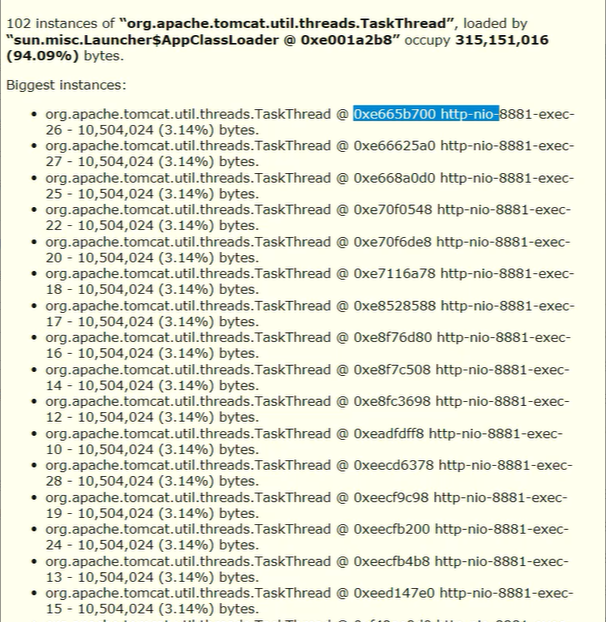 102 instances of “org.apache.tomcat.util.threads.TaskThread”, loaded by
“sun.misc.Launcher$AppClassLoader @ 0xe001a2b8” occupy 315,151,016
(94.09%) bytes.
Biggest instances:
• org.apache.tomcat.util.threads.TaskThread @ 0xe665b700 http-nio-8881-exec-
26 - 10,504,024 (3.14%) bytes.
• org.apache.tomcat.util.threads.TaskThread @ 0xe66625a0 http-nio-8881-exec-
27 - 10,504,024 (3.14%) bytes.
• org.apache.tomcat.util.threads.TaskThread @ 0xe668a0d0 http-nio-8881-exec-
25 - 10,504,024 (3.14%) bytes.
• org.apache.tomcat.util.threads.TaskThread @ 0xe70f0548 http-nio-8881-exec-
22 - 10,504,024 (3.14%) bytes.
• org.apache.tomcat.util.threads.TaskThread @ 0xe70f6de8 http-nio-8881-exec-
20 - 10,504,024 (3.14%) bytes.
• org.apache.tomcat.util.threads.TaskThread @ 0xe7116a78 http-nio-8881-exec-
18 - 10,504,024 (3.14%) bytes.
• org.apache.tomcat.util.threads.TaskThread @ 0xe8528588 http-nio-8881-exec-
17 - 10,504,024 (3.14%) bytes.
• org.apache.tomcat.util.threads.TaskThread @ 0xe8f76d80 http-nio-8881-exec-
16 - 10,504,024 (3.14%) bytes.
• org.apache.tomcat.util.threads.TaskThread @ 0xe8f7c508 http-nio-8881-exec-
14 - 10,504,024 (3.14%) bytes.
• org.apache.tomcat.util.threads.TaskThread @ 0xe8fc3698 http-nio-8881-exec-
12 - 10,504,024 (3.14%) bytes.
• org.apache.tomcat.util.threads.TaskThread @ 0xeadfdff8 http-nio-8881-exec-
10 - 10,504,024 (3.14%) bytes.
• org.apache.tomcat.util.threads.TaskThread @ 0xeecd6378 http-nio-8881-exec-
28 - 10,504,024 (3.14%) bytes.
• org.apache.tomcat.util.threads.TaskThread @ 0xeecf9c98 http-nio-8881-exec-
19 - 10,504,024 (3.14%) bytes.
• org.apache.tomcat.util.threads.TaskThread @ 0xeecfb200 http-nio-8881-exec-
24 - 10,504,024 (3.14%) bytes.
• org.apache.tomcat.util.threads.TaskThread @ 0xeecfb4b8 http-nio-8881-exec-
13 - 10,504,024 (3.14%) bytes.
• org.apache.tomcat.util.threads.TaskThread @ 0xeed147e0 http-nio-8881-exec-
15 - 10,504,024 (3.14%) bytes.